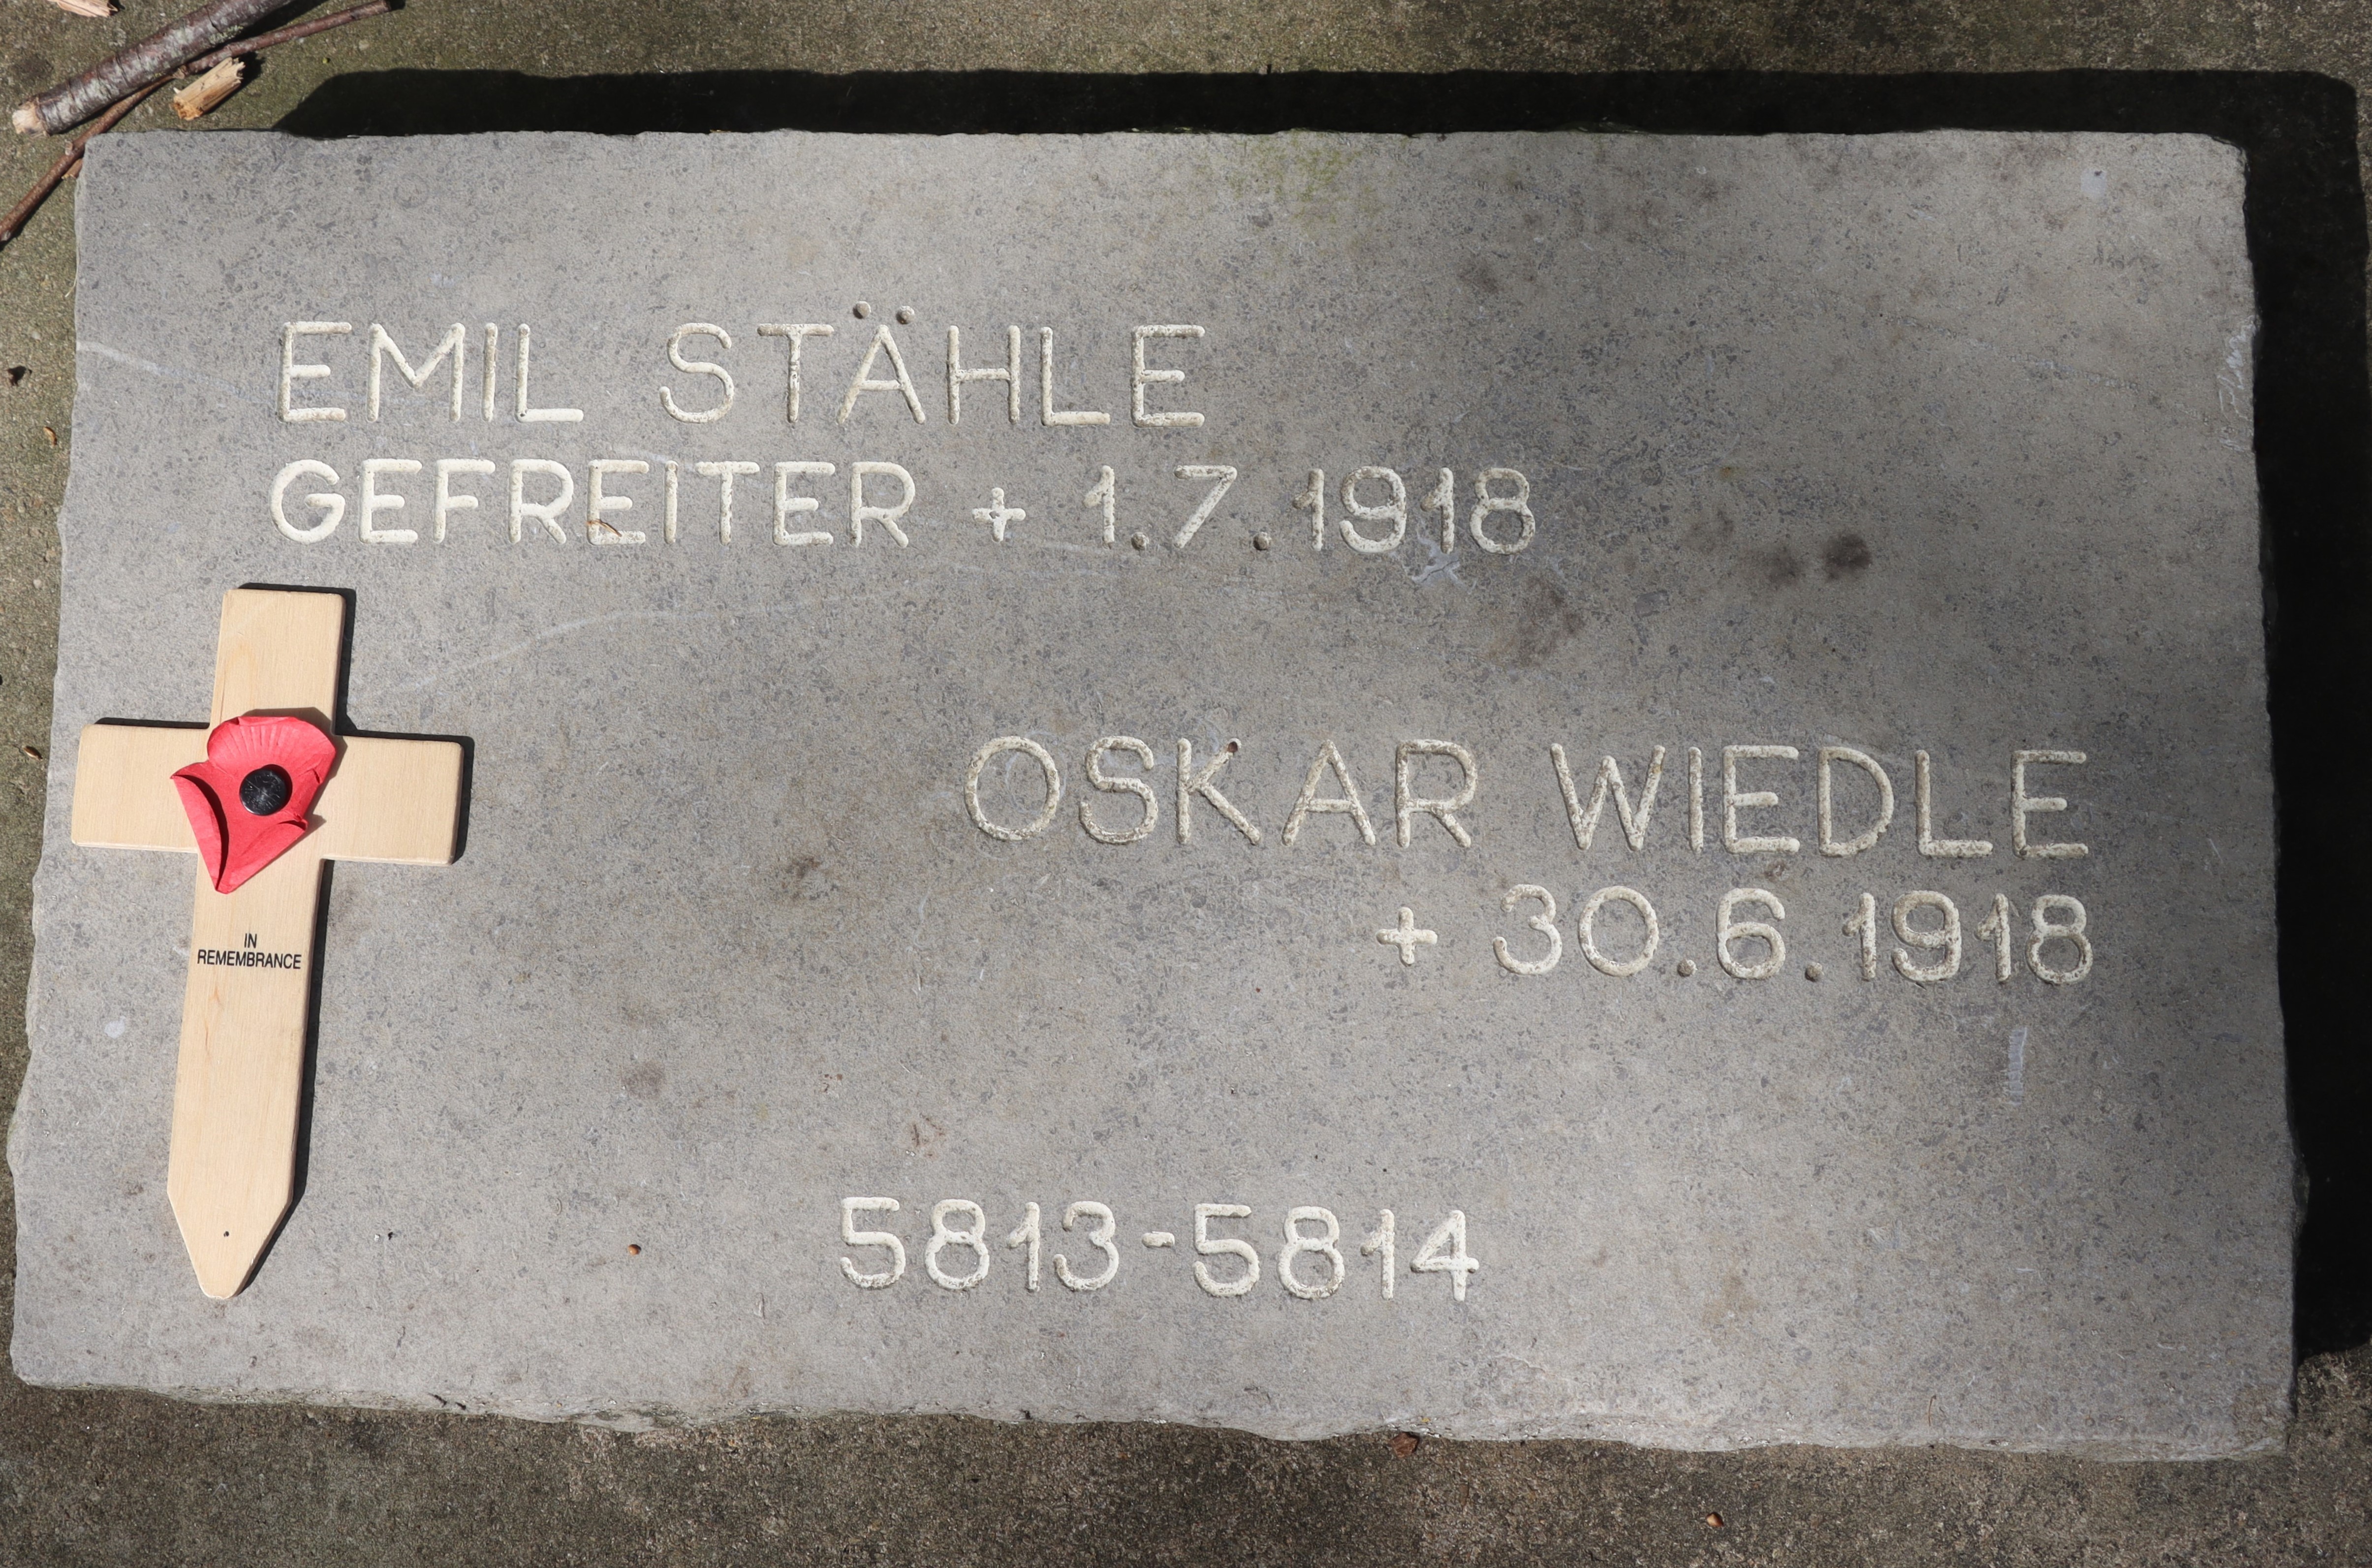 EMIL STÄHLE
GEFREITER + 1.7.1918
OSKAR WIEDLE
+ 30.6.1918
IN
REMEMBRANCE
5813-5814